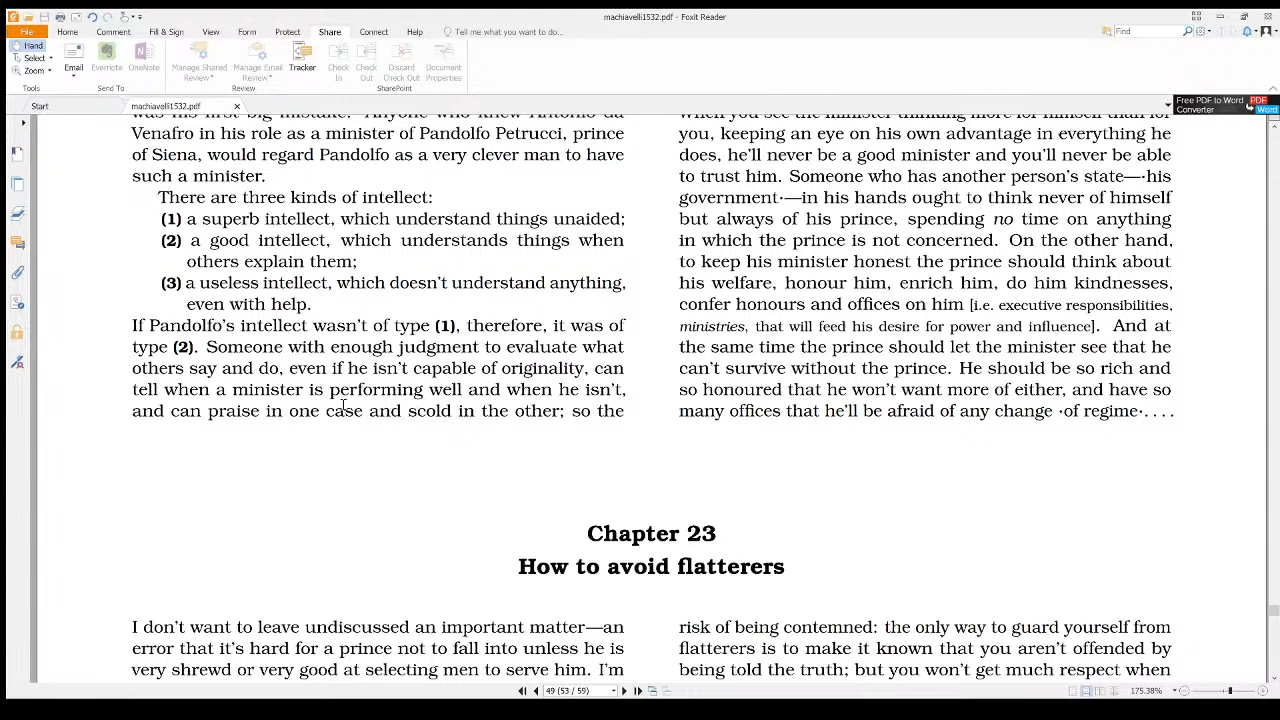 machiavelli1532.pdf - Foxit Reader
File Home Comment Fill & Sign View Form Protect Share Connect Help Tell me what you want to do... Find
Hand
Select
Zoom
Email Evernote OneNote Manage Shared Review Manage Email Review Tracker Check In Check Out Discard Check Out Document Properties
Tools Send To Review SharePoint
Start machiavelli1532.pdf
Free PDF to Word Converter PDF Word
Venafro in his role as a minister of Pandolfo Petrucci, prince
of Siena, would regard Pandolfo as a very clever man to have
such a minister.
There are three kinds of intellect:
(1) a superb intellect, which understand things unaided;
(2) a good intellect, which understands things when
others explain them;
(3) a useless intellect, which doesn't understand anything,
even with help.
If Pandolfo's intellect wasn't of type (1), therefore, it was of
type (2). Someone with enough judgment to evaluate what
others say and do, even if he isn't capable of originality, can
tell when a minister is performing well and when he isn't,
and can praise in one case and scold in the other; so the
when you see the minister thinking more for himself than for
you, keeping an eye on his own advantage in everything he
does, he'll never be a good minister and you'll never be able
to trust him. Someone who has another person's state—·his
government·—in his hands ought to think never of himself
but always of his prince, spending no time on anything
in which the prince is not concerned. On the other hand,
to keep his minister honest the prince should think about
his welfare, honour him, enrich him, do him kindnesses,
confer honours and offices on him [i.e. executive responsibilities,
ministries, that will feed his desire for power and influence]. And at
the same time the prince should let the minister see that he
can't survive without the prince. He should be so rich and
so honoured that he won't want more of either, and have so
many offices that he'll be afraid of any change ·of regime·. . . .
Chapter 23
How to avoid flatterers
I don't want to leave undiscussed an important matter—an
error that it's hard for a prince not to fall into unless he is
very shrewd or very good at selecting men to serve him. I'm
risk of being contemned: the only way to guard yourself from
flatterers is to make it known that you aren't offended by
being told the truth; but you won't get much respect when
49 (53 / 59) 175.38%